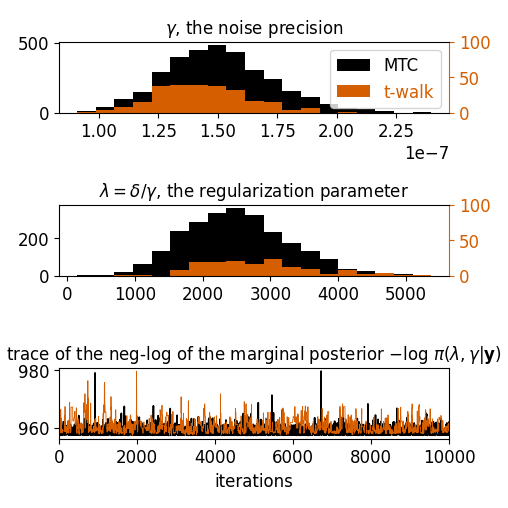 γ, the noise precision
500
0
100
50
0
MTC
t-walk
1.00 1.25 1.50 1.75 2.00 2.25
1e−7
λ = δ/γ, the regularization parameter
200
0
100
50
0
0 1000 2000 3000 4000 5000
trace of the neg-log of the marginal posterior −log π(λ, γ|y)
980
960
0 2000 4000 6000 8000 10000
iterations